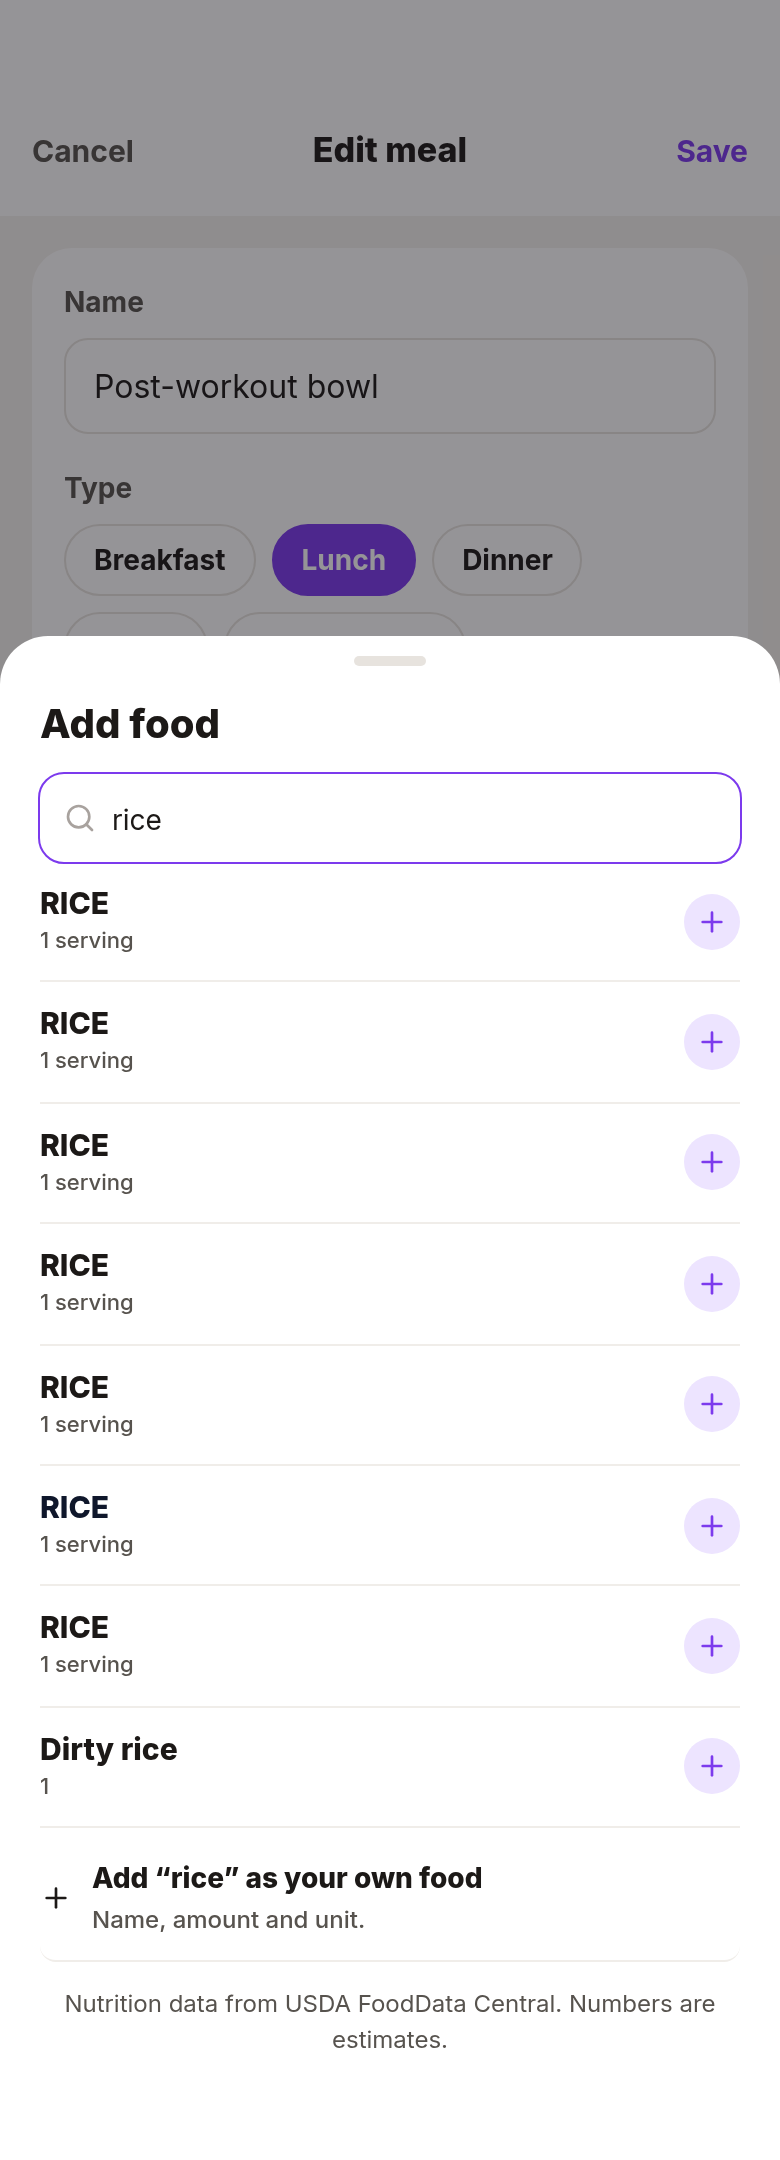 Cancel
Edit meal
Save
Name
Post-workout bowl
Type
Breakfast
Lunch
Dinner
Add food
rice
RICE
1 serving
RICE
1 serving
RICE
1 serving
RICE
1 serving
RICE
1 serving
RICE
1 serving
RICE
1 serving
Dirty rice
1
Add “rice” as your own food
Name, amount and unit.
Nutrition data from USDA FoodData Central. Numbers are
estimates.